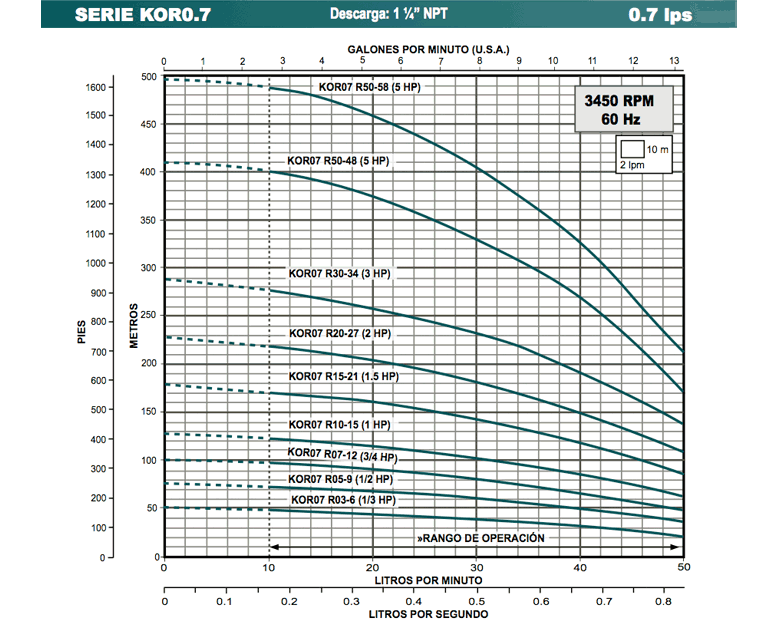 SERIE KOR0.7 Descarga: 1 ¼” NPT 0.7 lps
GALONES POR MINUTO (U.S.A.)
0 1 2 3 4 5 6 7 8 9 10 11 12 13
PIES
1600
1500
1400
1300
1200
1100
1000
900
800
700
600
500
400
300
200
100
0
METROS
500
450
400
350
300
250
200
150
100
50
0
3450 RPM
60 Hz
10 m
2 lpm
KOR07 R50-58 (5 HP)
KOR07 R50-48 (5 HP)
KOR07 R30-34 (3 HP)
KOR07 R20-27 (2 HP)
KOR07 R15-21 (1.5 HP)
KOR07 R10-15 (1 HP)
KOR07 R07-12 (3/4 HP)
KOR07 R05-9 (1/2 HP)
KOR07 R03-6 (1/3 HP)
»RANGO DE OPERACIÓN
0 10 20 30 40 50
LITROS POR MINUTO
0 0.1 0.2 0.3 0.4 0.5 0.6 0.7 0.8
LITROS POR SEGUNDO